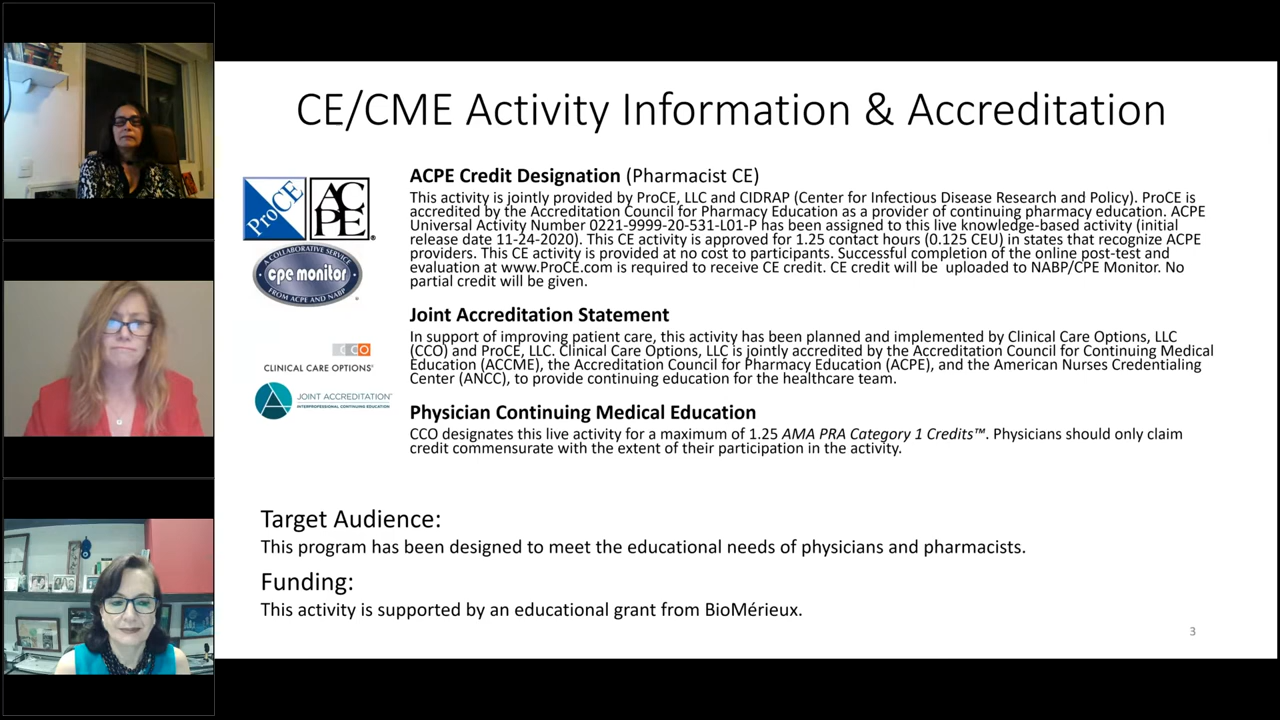 CE/CME Activity Information & Accreditation
ProCE
AC
PE
A COLLABORATIVE SERVICE
cpe monitor
FROM ACPE AND NABP
ACPE Credit Designation (Pharmacist CE)
This activity is jointly provided by ProCE, LLC and CIDRAP (Center for Infectious Disease Research and Policy). ProCE is
accredited by the Accreditation Council for Pharmacy Education as a provider of continuing pharmacy education. ACPE
Universal Activity Number 0221-9999-20-531-L01-P has been assigned to this live knowledge-based activity (initial
release date 11-24-2020). This CE activity is approved for 1.25 contact hours (0.125 CEU) in states that recognize ACPE
providers. This CE activity is provided at no cost to participants. Successful completion of the online post-test and
evaluation at www.ProCE.com is required to receive CE credit. CE credit will be  uploaded to NABP/CPE Monitor. No
partial credit will be given.
CCO
CLINICAL CARE OPTIONS®
JOINT ACCREDITATION™
INTERPROFESSIONAL CONTINUING EDUCATION
Joint Accreditation Statement
In support of improving patient care, this activity has been planned and implemented by Clinical Care Options, LLC
(CCO) and ProCE, LLC. Clinical Care Options, LLC is jointly accredited by the Accreditation Council for Continuing Medical
Education (ACCME), the Accreditation Council for Pharmacy Education (ACPE), and the American Nurses Credentialing
Center (ANCC), to provide continuing education for the healthcare team.
Physician Continuing Medical Education
CCO designates this live activity for a maximum of 1.25 AMA PRA Category 1 Credits™. Physicians should only claim
credit commensurate with the extent of their participation in the activity.
Target Audience:
This program has been designed to meet the educational needs of physicians and pharmacists.
Funding:
This activity is supported by an educational grant from BioMérieux.
3